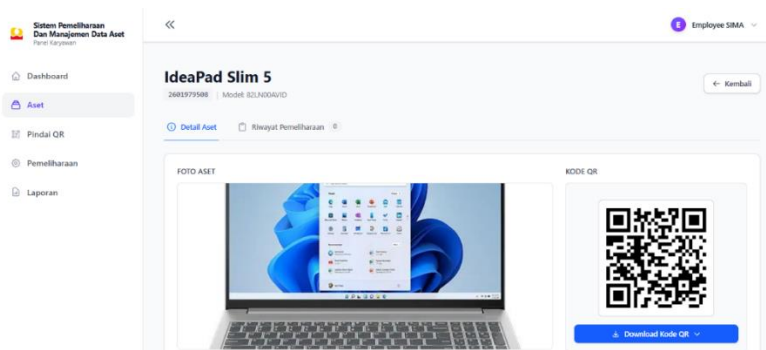 Sistem Pemeliharaan
Dan Manajemen Data Aset
Panel Karyawan
Employee SIMA
E
Dashboard
Aset
Pindai QR
Pemeliharaan
Laporan
IdeaPad Slim 5
2601979508 | Model: 82LN00AVID
← Kembali
Detail Aset
Riwayat Pemeliharaan 0
FOTO ASET
KODE QR
Download Kode QR